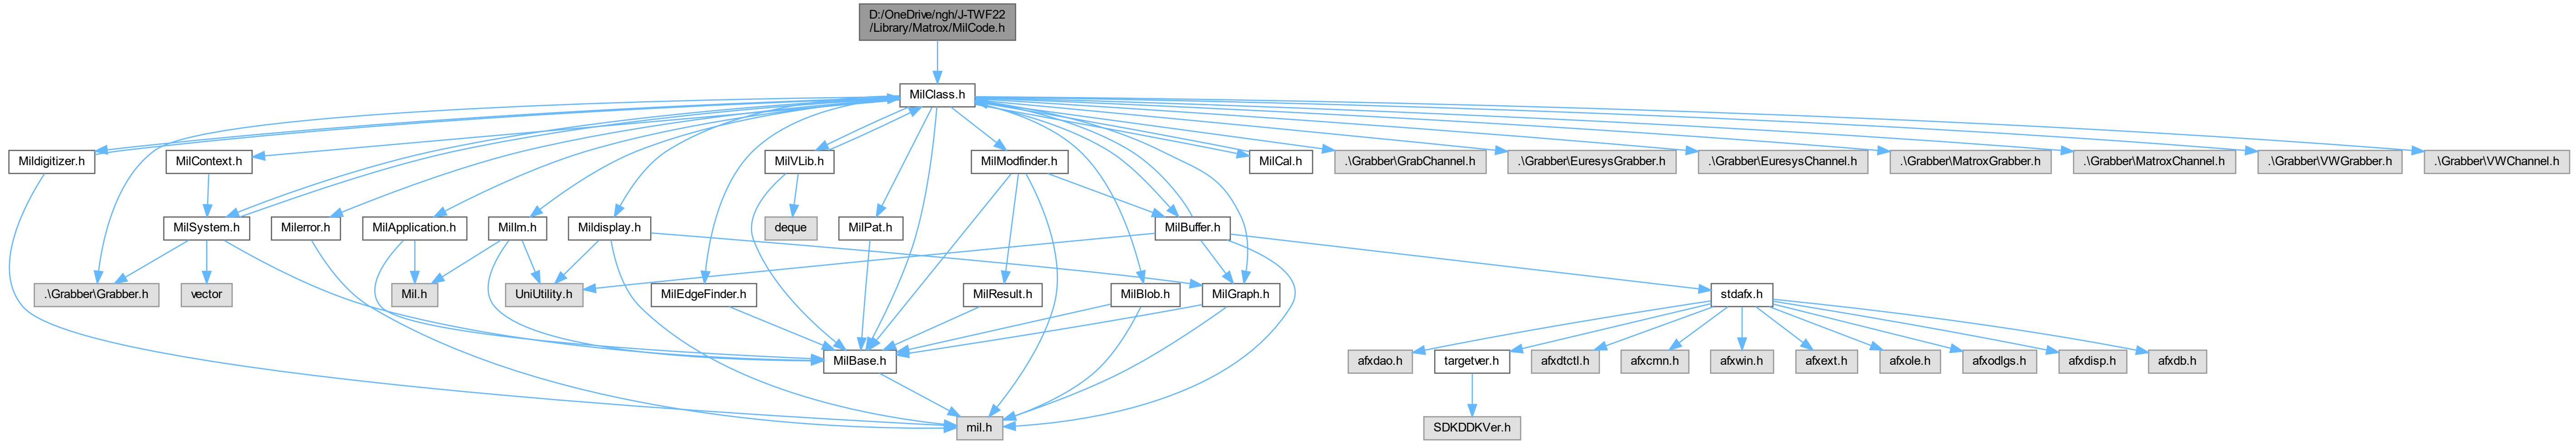 D:/OneDrive/ngh/J-TWF22
/Library/Matrox/MilCode.h
MilClass.h
Mildigitizer.h
MilContext.h
MilVLib.h
MilModfinder.h
MilCal.h
.\Grabber\GrabChannel.h
.\Grabber\EuresysGrabber.h
.\Grabber\EuresysChannel.h
.\Grabber\MatroxGrabber.h
.\Grabber\MatroxChannel.h
.\Grabber\VWGrabber.h
.\Grabber\VWChannel.h
MilSystem.h
Milerror.h
MilApplication.h
MilIm.h
Mildisplay.h
deque
MilPat.h
MilBuffer.h
.\Grabber\Grabber.h
vector
Mil.h
UniUtility.h
MilEdgeFinder.h
MilResult.h
MilBlob.h
MilGraph.h
stdafx.h
MilBase.h
afxdao.h
targetver.h
afxdtctl.h
afxcmn.h
afxwin.h
afxext.h
afxole.h
afxodlgs.h
afxdisp.h
afxdb.h
mil.h
SDKDDKVer.h